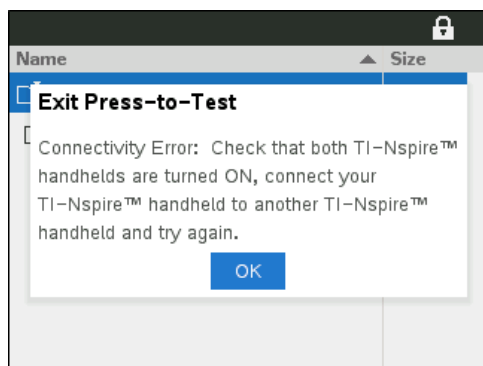 Name Size
Exit Press-to-Test
Connectivity Error: Check that both TI-Nspire™
handhelds are turned ON, connect your
TI-Nspire™ handheld to another TI-Nspire™
handheld and try again.
OK